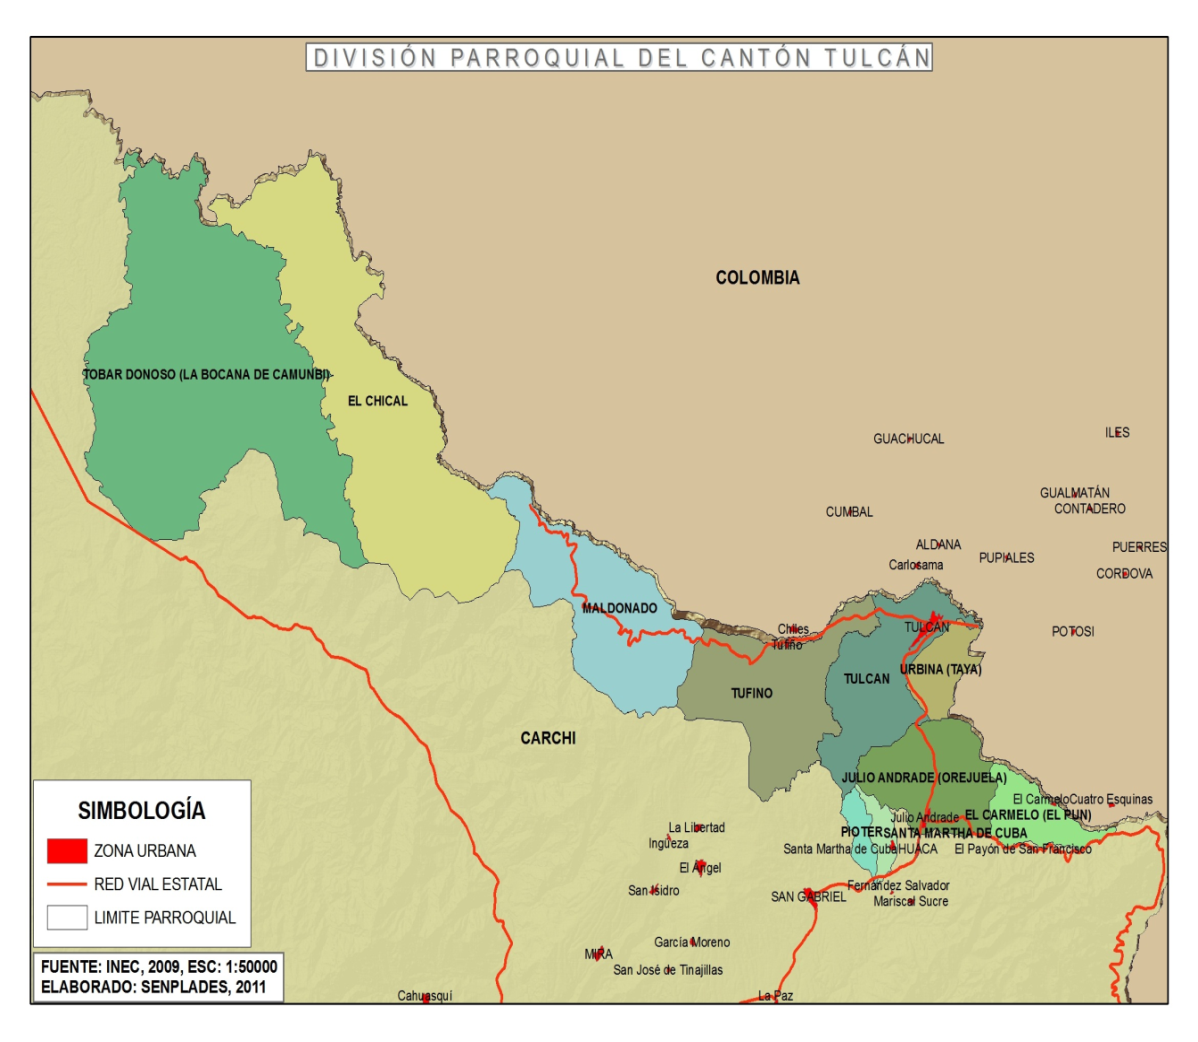 DIVISIÓN PARROQUIAL DEL CANTÓN TULCÁN
COLOMBIA
TOBAR DONOSO (LA BOCANA DE CAMUNBI)
EL CHICAL
GUACHUCAL
ILES
GUALMATÁN
CONTADERO
CUMBAL
ALDANA
PUPIALES
PUERRES
Carlosama
CORDOVA
MALDONADO
Chiles
TULCÁN
POTOSI
Tufiño
URBINA (TAYA)
TULCAN
TUFINO
CARCHI
JULIO ANDRADE (OREJUELA)
El Carmelo
Cuatro Esquinas
Julio Andrade
EL CARMELO (EL PUN)
La Libertad
PIOTER
SANTA MARTHA DE CUBA
Ingueza
Santa Martha de Cuba
HUACA
El Payón de San Francisco
El Angel
San Isidro
Fernández Salvador
SAN GABRIEL
Mariscal Sucre
García Moreno
MIRA
San José de Tinajillas
Cahuasqui
La Paz
SIMBOLOGÍA
ZONA URBANA
RED VIAL ESTATAL
LIMITE PARROQUIAL
FUENTE: INEC, 2009, ESC: 1:50000
ELABORADO: SENPLADES, 2011